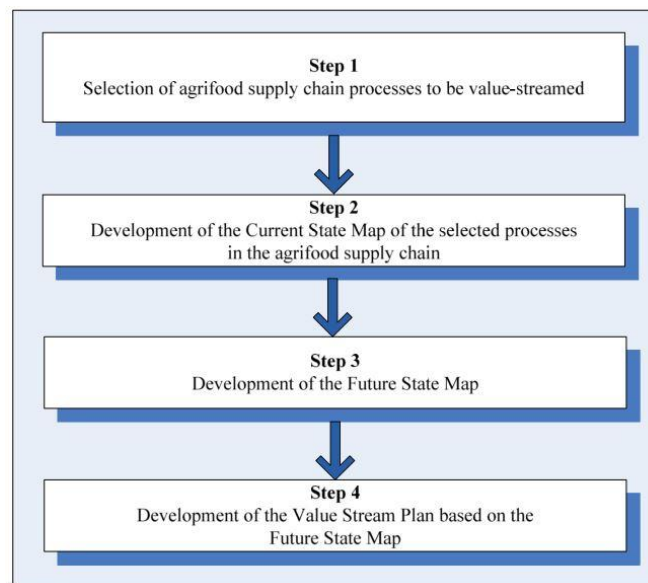 Step 1
Selection of agrifood supply chain processes to be value-streamed
Step 2
Development of the Current State Map of the selected processes
in the agrifood supply chain
Step 3
Development of the Future State Map
Step 4
Development of the Value Stream Plan based on the
Future State Map